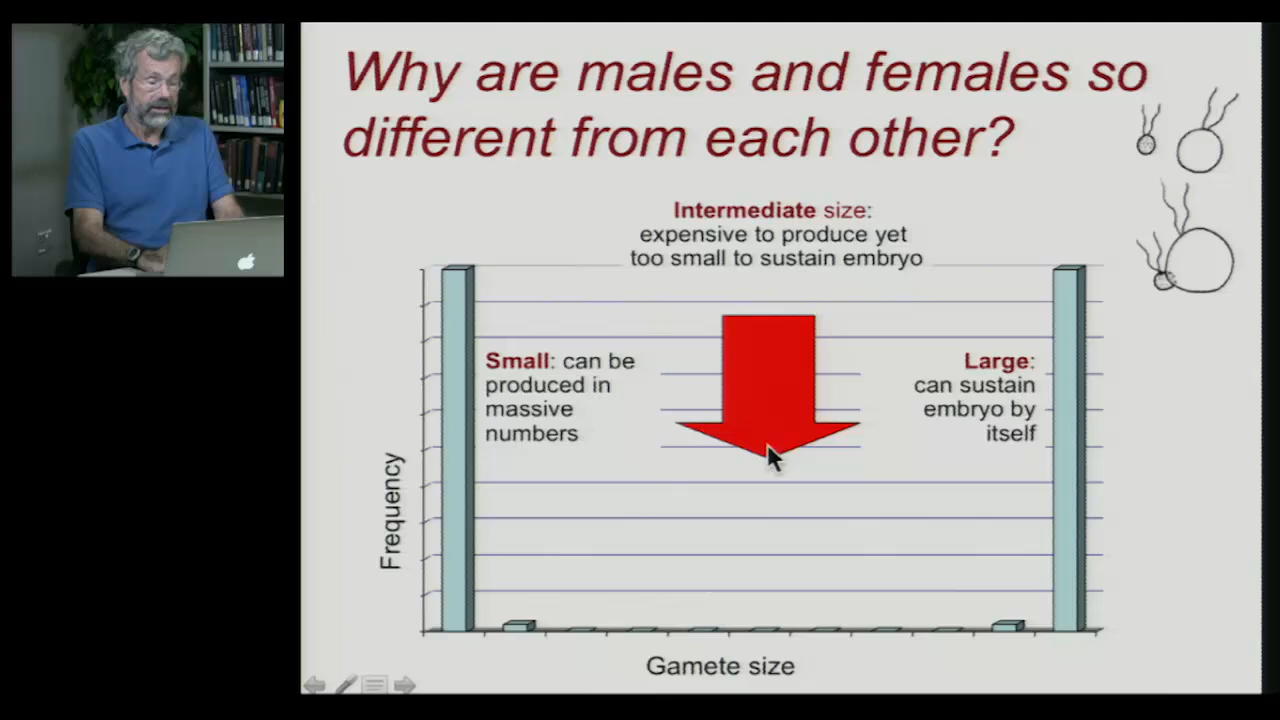 Why are males and females so
different from each other?
Intermediate size:
expensive to produce yet
too small to sustain embryo
Small: can be
produced in
massive
numbers
Large:
can sustain
embryo by
itself
Frequency
Gamete size